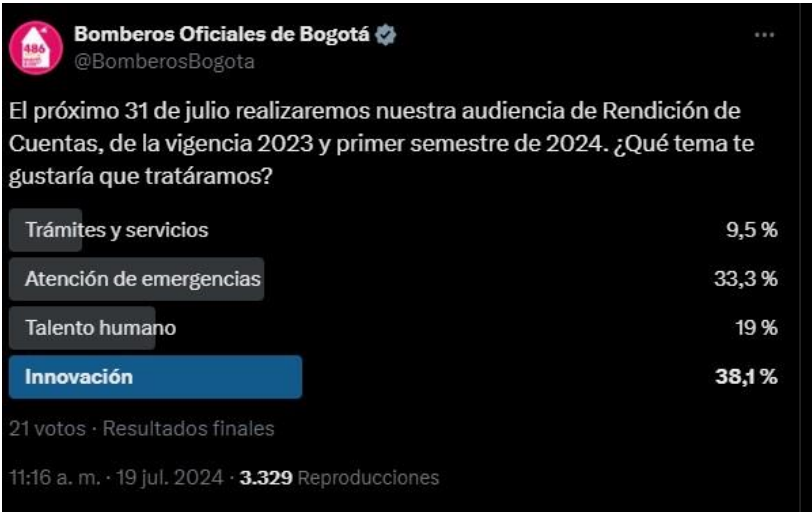 486
Bomberos Oficiales de Bogotá
@BomberosBogota
El próximo 31 de julio realizaremos nuestra audiencia de Rendición de
Cuentas, de la vigencia 2023 y primer semestre de 2024. ¿Qué tema te
gustaría que tratáramos?
Trámites y servicios 9,5 %
Atención de emergencias 33,3 %
Talento humano 19 %
Innovación 38,1 %
21 votos · Resultados finales
11:16 a. m. · 19 jul. 2024 · 3.329 Reproducciones